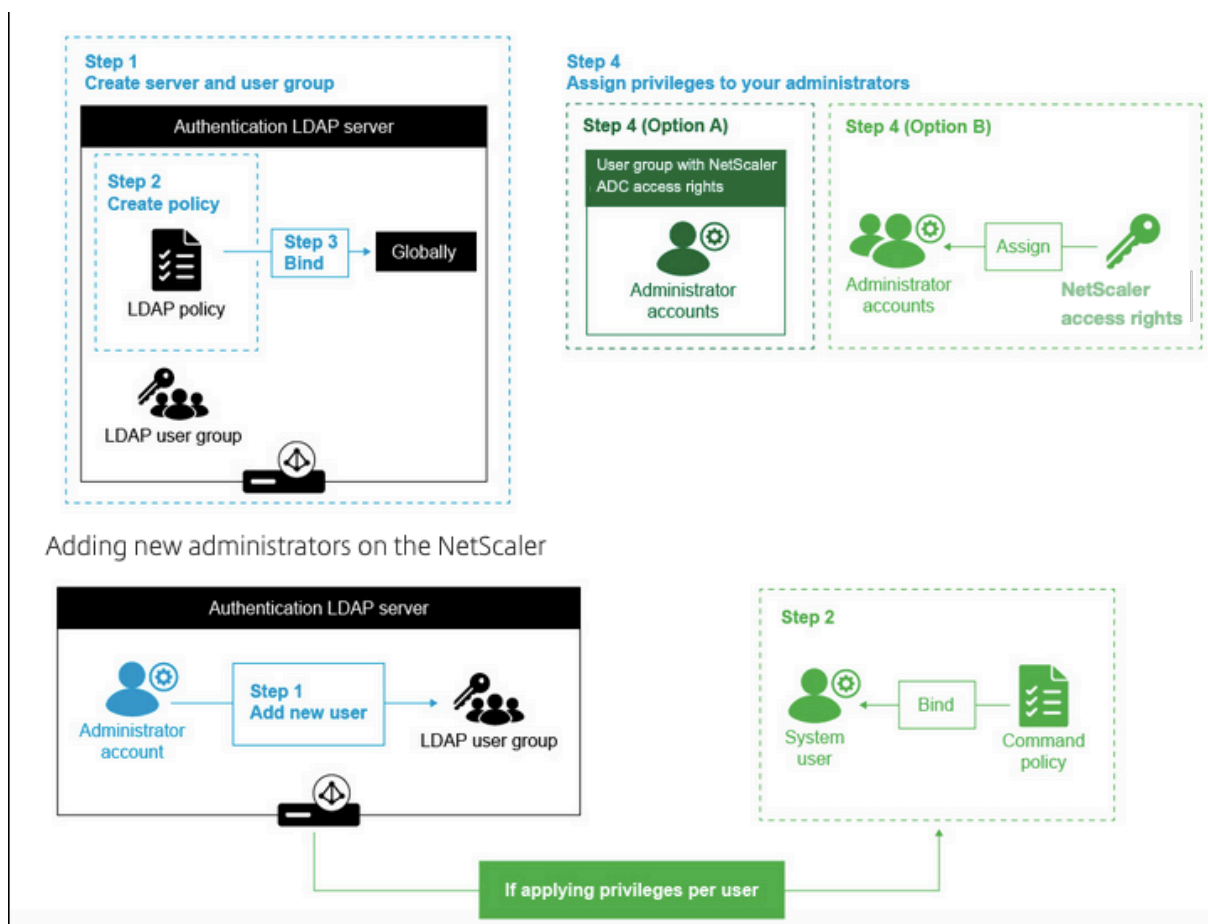 Step 1
Create server and user group
Authentication LDAP server
Step 2
Create policy
LDAP policy
Step 3
Bind
Globally
LDAP user group
Step 4
Assign privileges to your administrators
Step 4 (Option A)
User group with NetScaler
ADC access rights
Administrator
accounts
Step 4 (Option B)
Administrator
accounts
Assign
NetScaler
access rights
Adding new administrators on the NetScaler
Authentication LDAP server
Administrator
account
Step 1
Add new user
LDAP user group
Step 2
System
user
Bind
Command
policy
If applying privileges per user